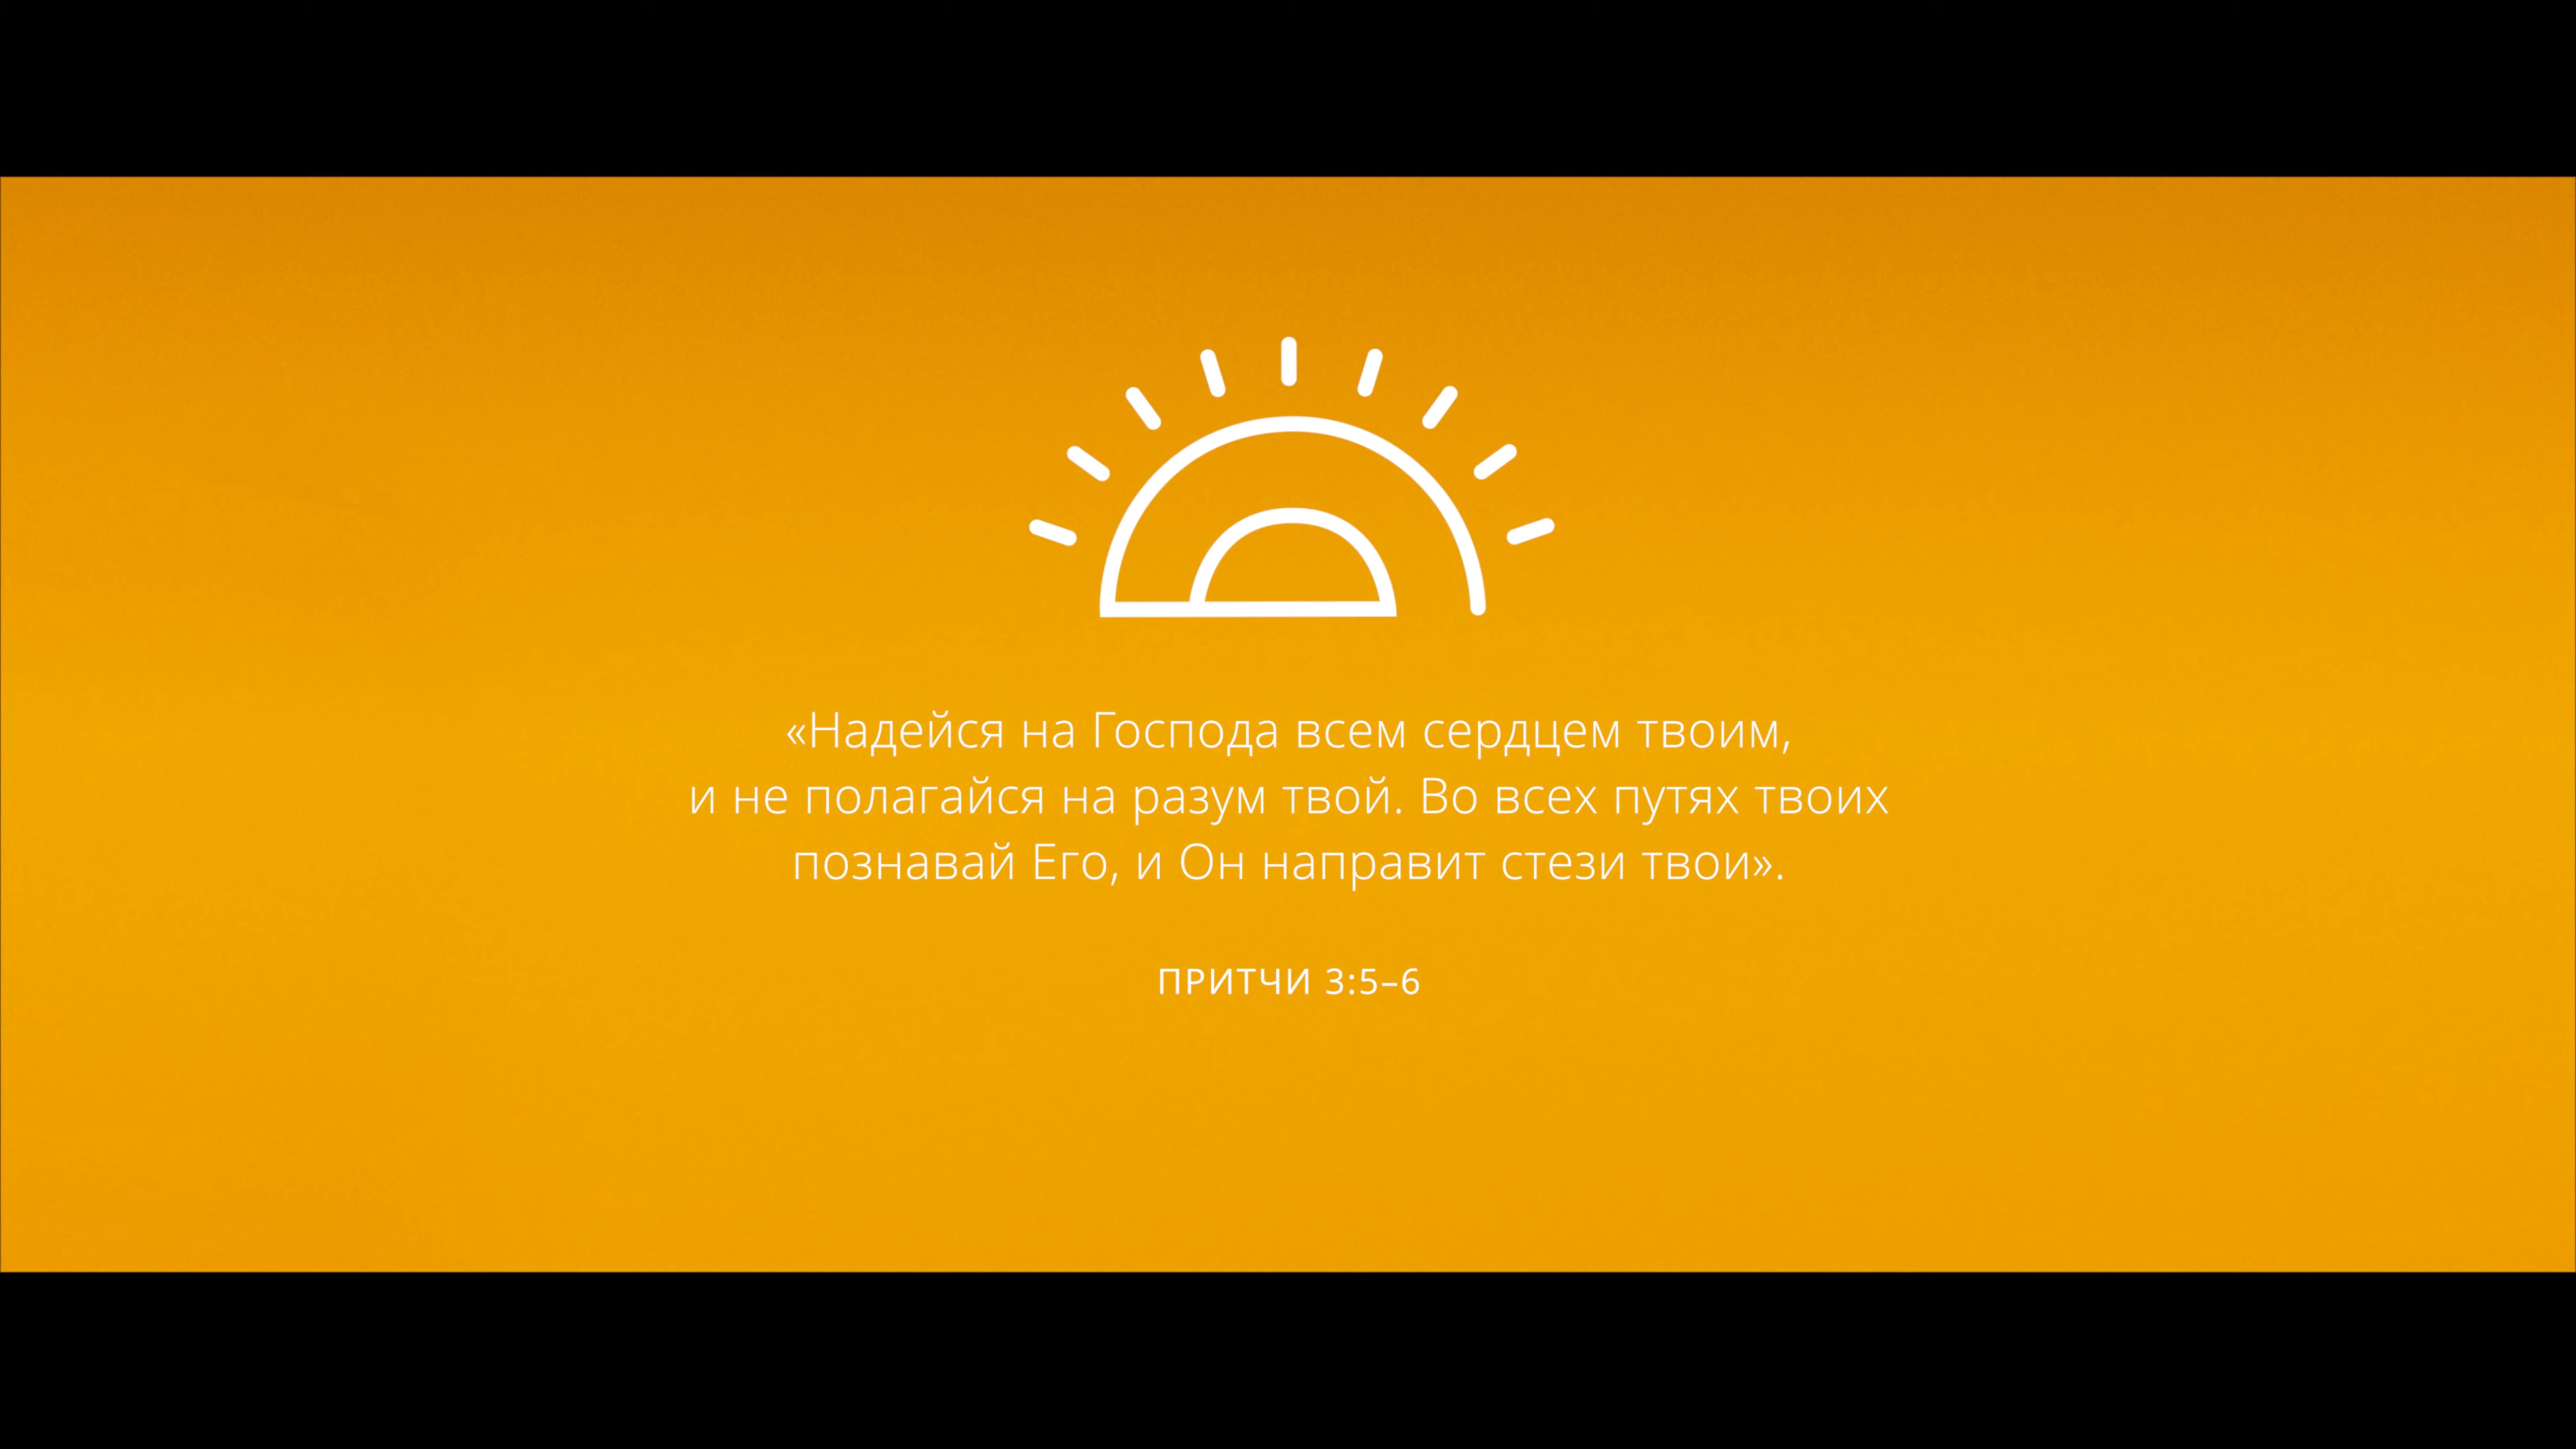 «Надейся на Господа всем сердцем твоим,
и не полагайся на разум твой. Во всех путях твоих
познавай Его, и Он направит стези твои».
ПРИТЧИ 3:5–6